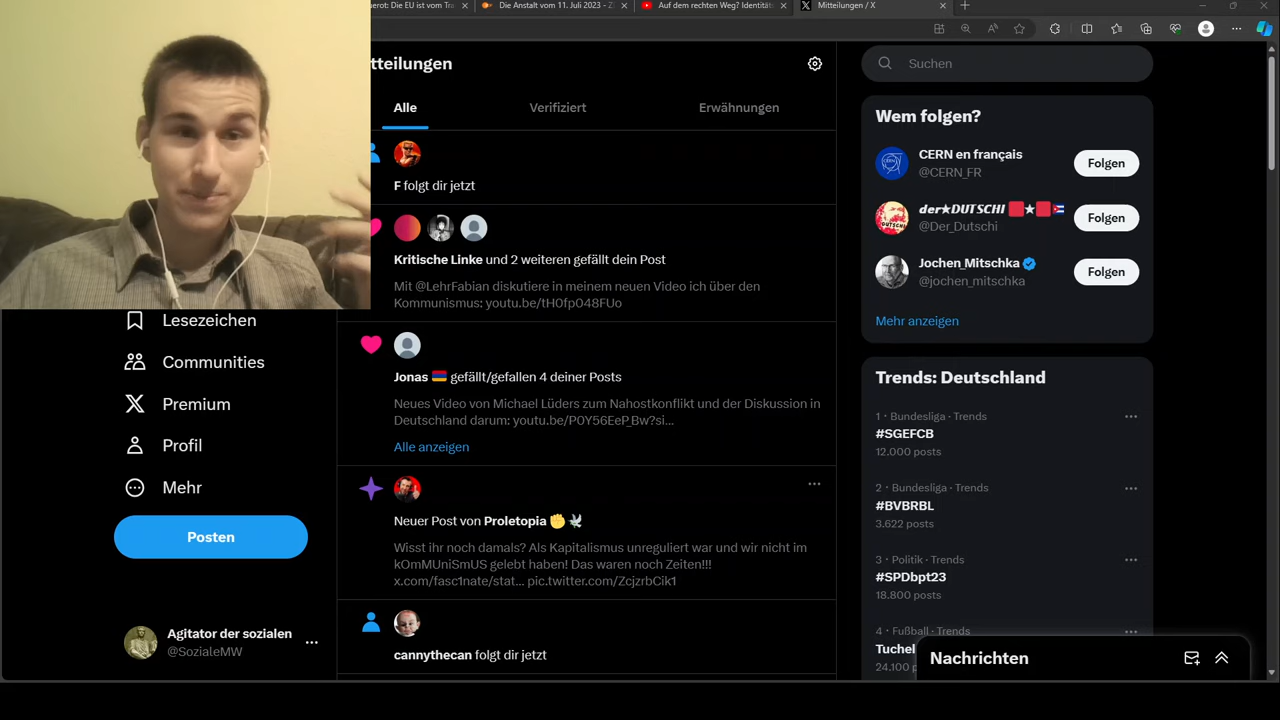 uerot: Die EU ist vom Tra
Die Anstalt vom 11. Juli 2023 - Z
Auf dem rechten Weg? Identitä
Mitteilungen / X
tteilungen
Alle
Verifiziert
Erwähnungen
F folgt dir jetzt
Kritische Linke und 2 weiteren gefällt dein Post
Mit @LehrFabian diskutiere in meinem neuen Video ich über den
Kommunismus: youtu.be/tH0fp048FUo
Jonas gefällt/gefallen 4 deiner Posts
Neues Video von Michael Lüders zum Nahostkonflikt und der Diskussion in
Deutschland darum: youtu.be/P0Y56EeP_Bw?si...
Alle anzeigen
Neuer Post von Proletopia
Wisst ihr noch damals? Als Kapitalismus unreguliert war und wir nicht im
kOmMUNiSmUS gelebt haben! Das waren noch Zeiten!!!
x.com/fasc1nate/stat... pic.twitter.com/ZcjzrbCik1
cannythecan folgt dir jetzt
Lesezeichen
Communities
Premium
Profil
Mehr
Posten
Agitator der sozialen
@SozialeMW
Suchen
Wem folgen?
CERN en français
@CERN_FR
Folgen
der★DUTSCHI
@Der_Dutschi
Folgen
Jochen_Mitschka
@jochen_mitschka
Folgen
Mehr anzeigen
Trends: Deutschland
1 · Bundesliga · Trends
#SGEFCB
12.000 posts
2 · Bundesliga · Trends
#BVBRBL
3.622 posts
3 · Politik · Trends
#SPDbpt23
18.800 posts
4 · Fußball · Trends
Tuchel
24.100 po
Nachrichten